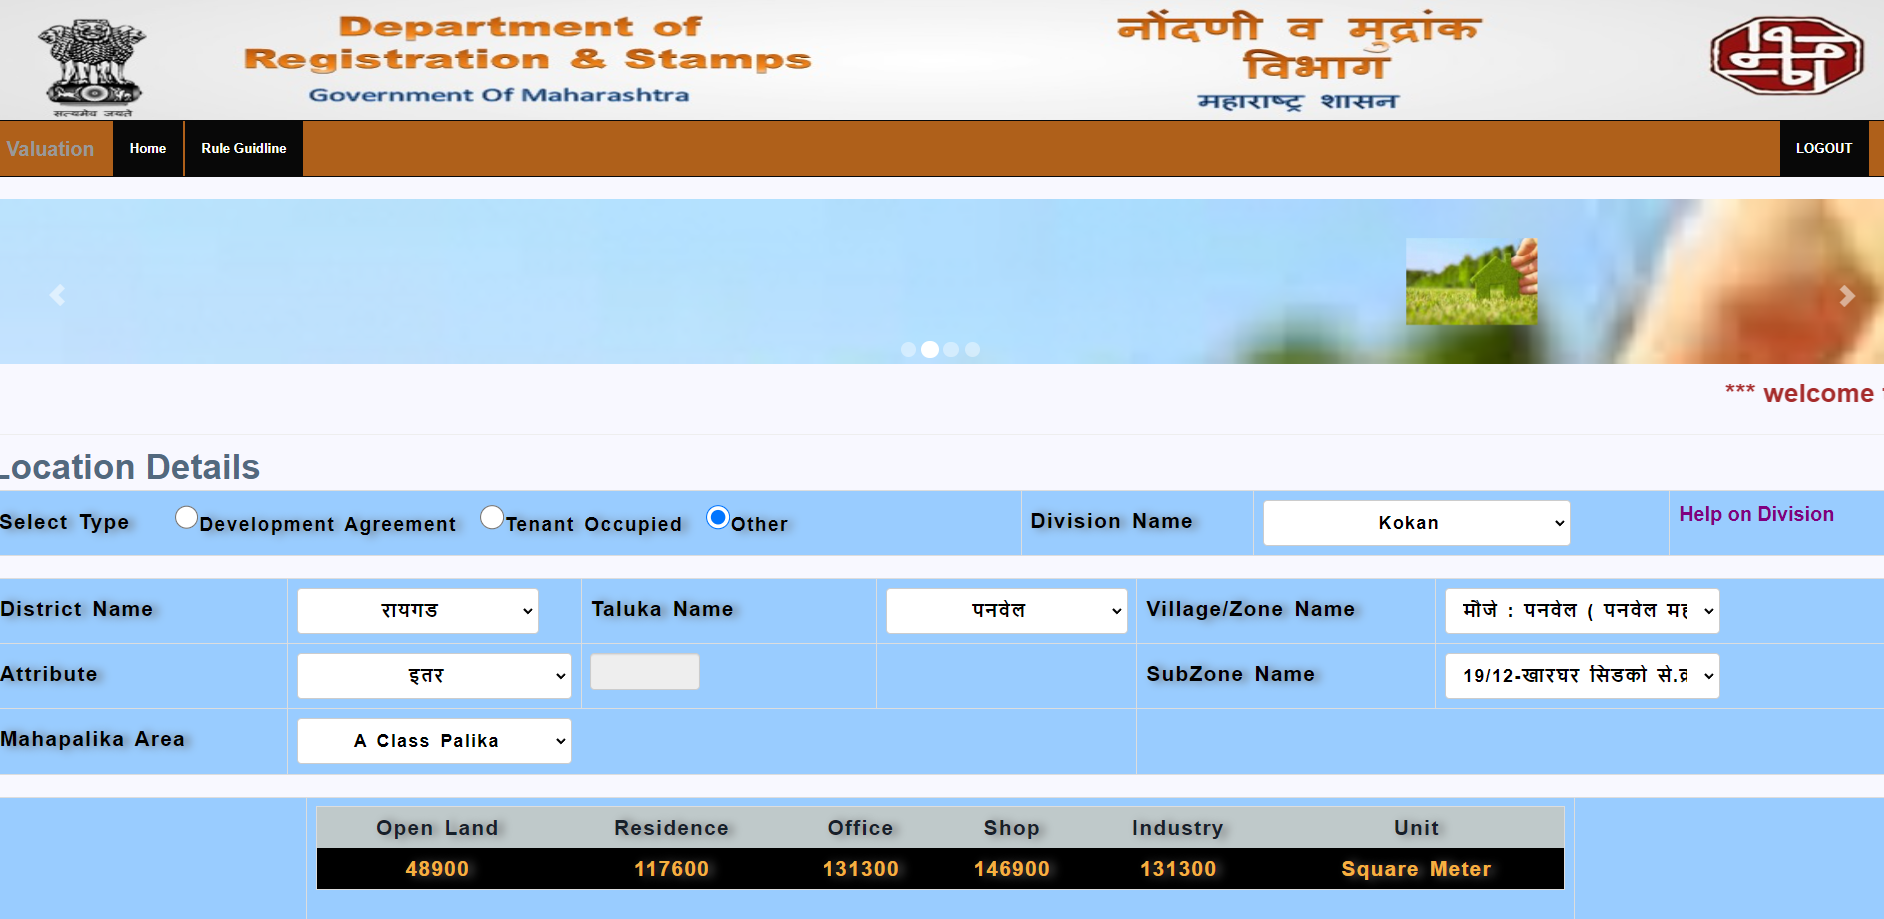 Department of
Registration & Stamps
Government Of Maharashtra
सत्यमेव जयते
नोंदणी व मुद्रांक
विभाग
महाराष्ट्र शासन
Valuation Home Rule Guidline LOGOUT
*** welcome
Location Details
Select Type Development Agreement Tenant Occupied Other Division Name Kokan Help on Division
District Name रायगड Taluka Name पनवेल Village/Zone Name मौजे : पनवेल ( पनवेल मह
Attribute इतर SubZone Name 19/12-खारघर सिडको से.क्र
Mahapalika Area A Class Palika
Open Land Residence Office Shop Industry Unit
48900 117600 131300 146900 131300 Square Meter